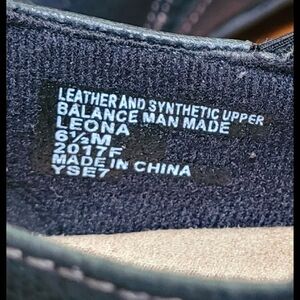 LEATHER AND SYNTHETIC UPPER
BALANCE MAN MADE
LEONA
6½M
2017F
MADE IN CHINA
YSE7